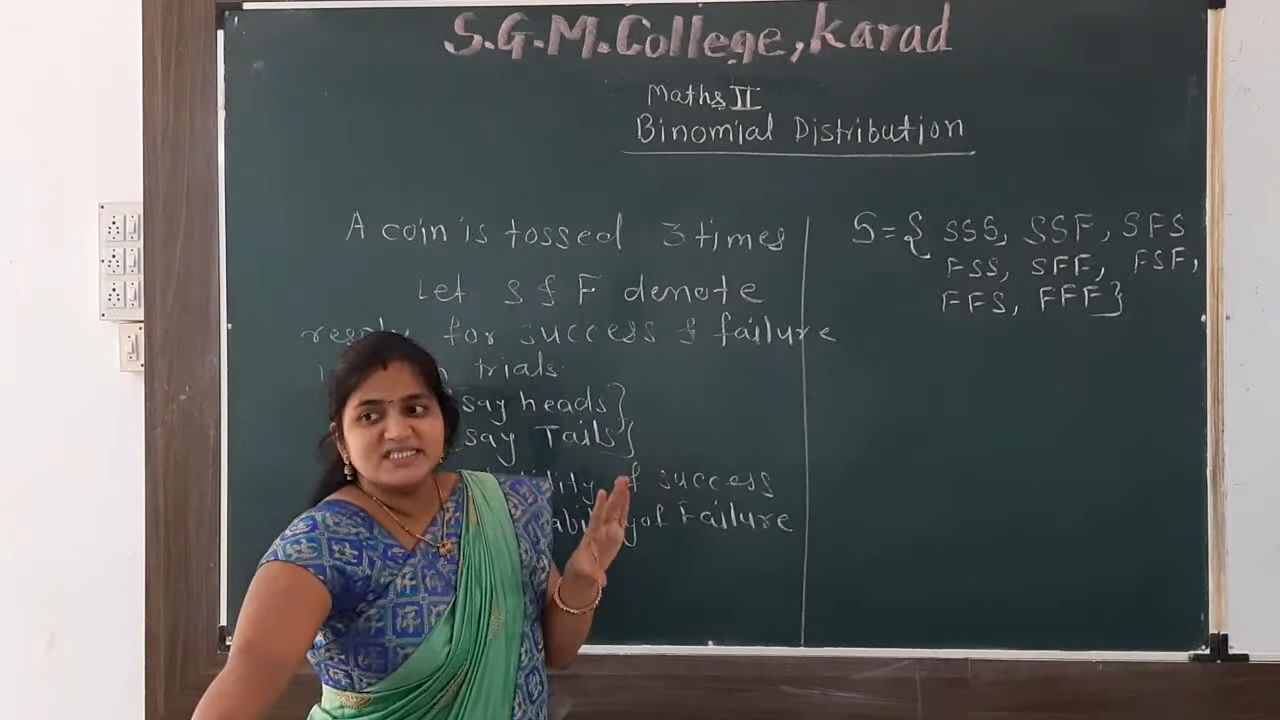 S.G.M. College, Karad
Maths II
Binomial Distribution
A coin is tossed 3 times
Let S & F denote
for success & failure
trials.
say heads}
say Tails}
of success
of Failure
S = { SSS, SSF, SFS
FSS, SFF, FSF,
FFS, FFF}